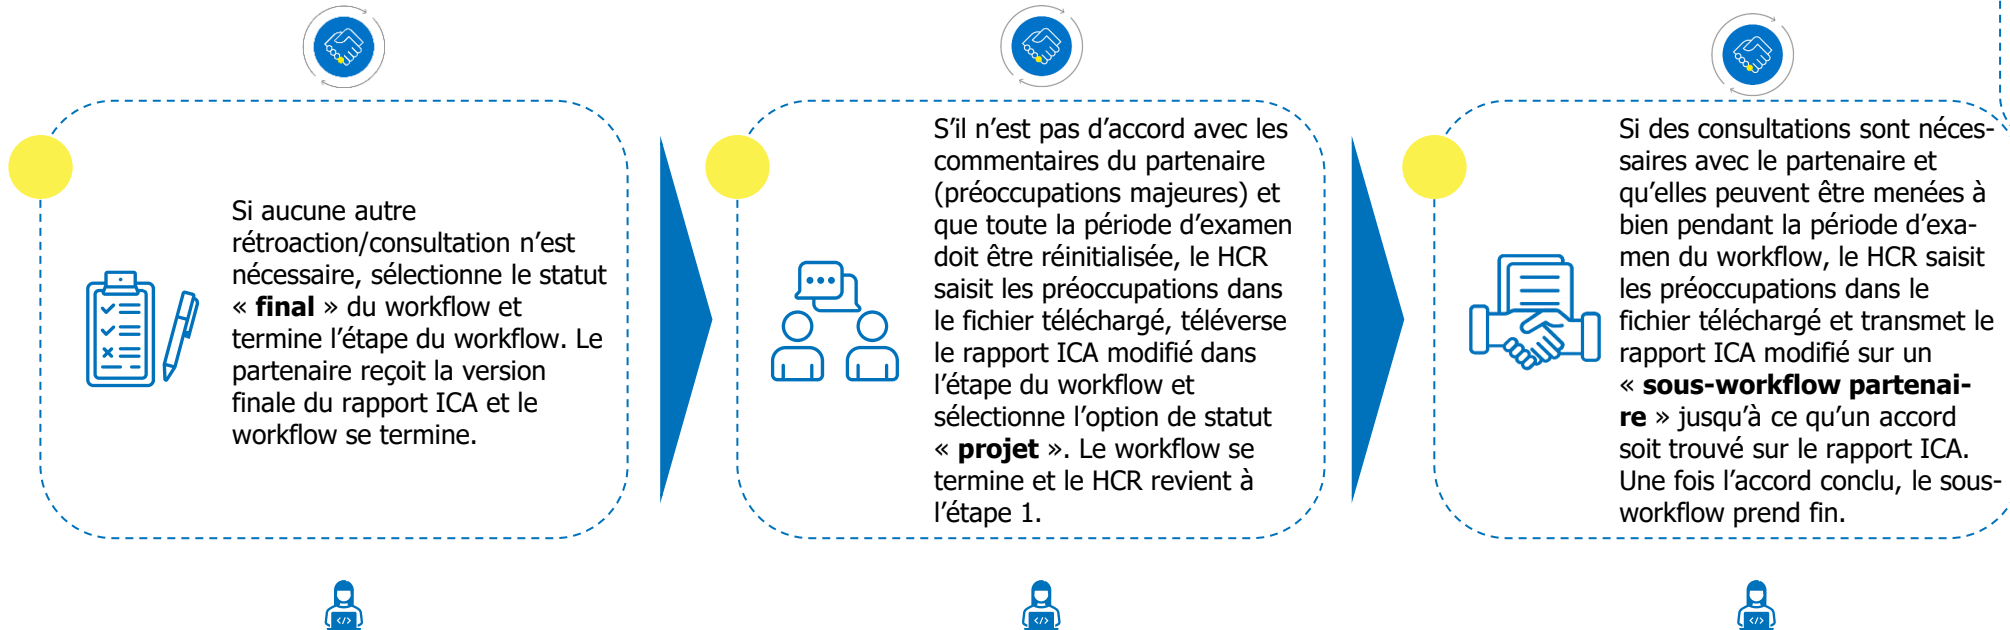 Si aucune autre
rétroaction/consultation n’est
nécessaire, sélectionne le statut
« final » du workflow et
termine l’étape du workflow. Le
partenaire reçoit la version
finale du rapport ICA et le
workflow se termine.
S’il n’est pas d’accord avec les
commentaires du partenaire
(préoccupations majeures) et
que toute la période d’examen
doit être réinitialisée, le HCR
saisit les préoccupations dans
le fichier téléchargé, téléverse
le rapport ICA modifié dans
l’étape du workflow et
sélectionne l’option de statut
« projet ». Le workflow se
termine et le HCR revient à
l’étape 1.
Si des consultations sont néces-
saires avec le partenaire et
qu’elles peuvent être menées à
bien pendant la période d’exa-
men du workflow, le HCR saisit
les préoccupations dans le
fichier téléchargé et transmet le
rapport ICA modifié sur un
« sous-workflow partenai-
re » jusqu’à ce qu’un accord
soit trouvé sur le rapport ICA.
Une fois l’accord conclu, le sous-
workflow prend fin.